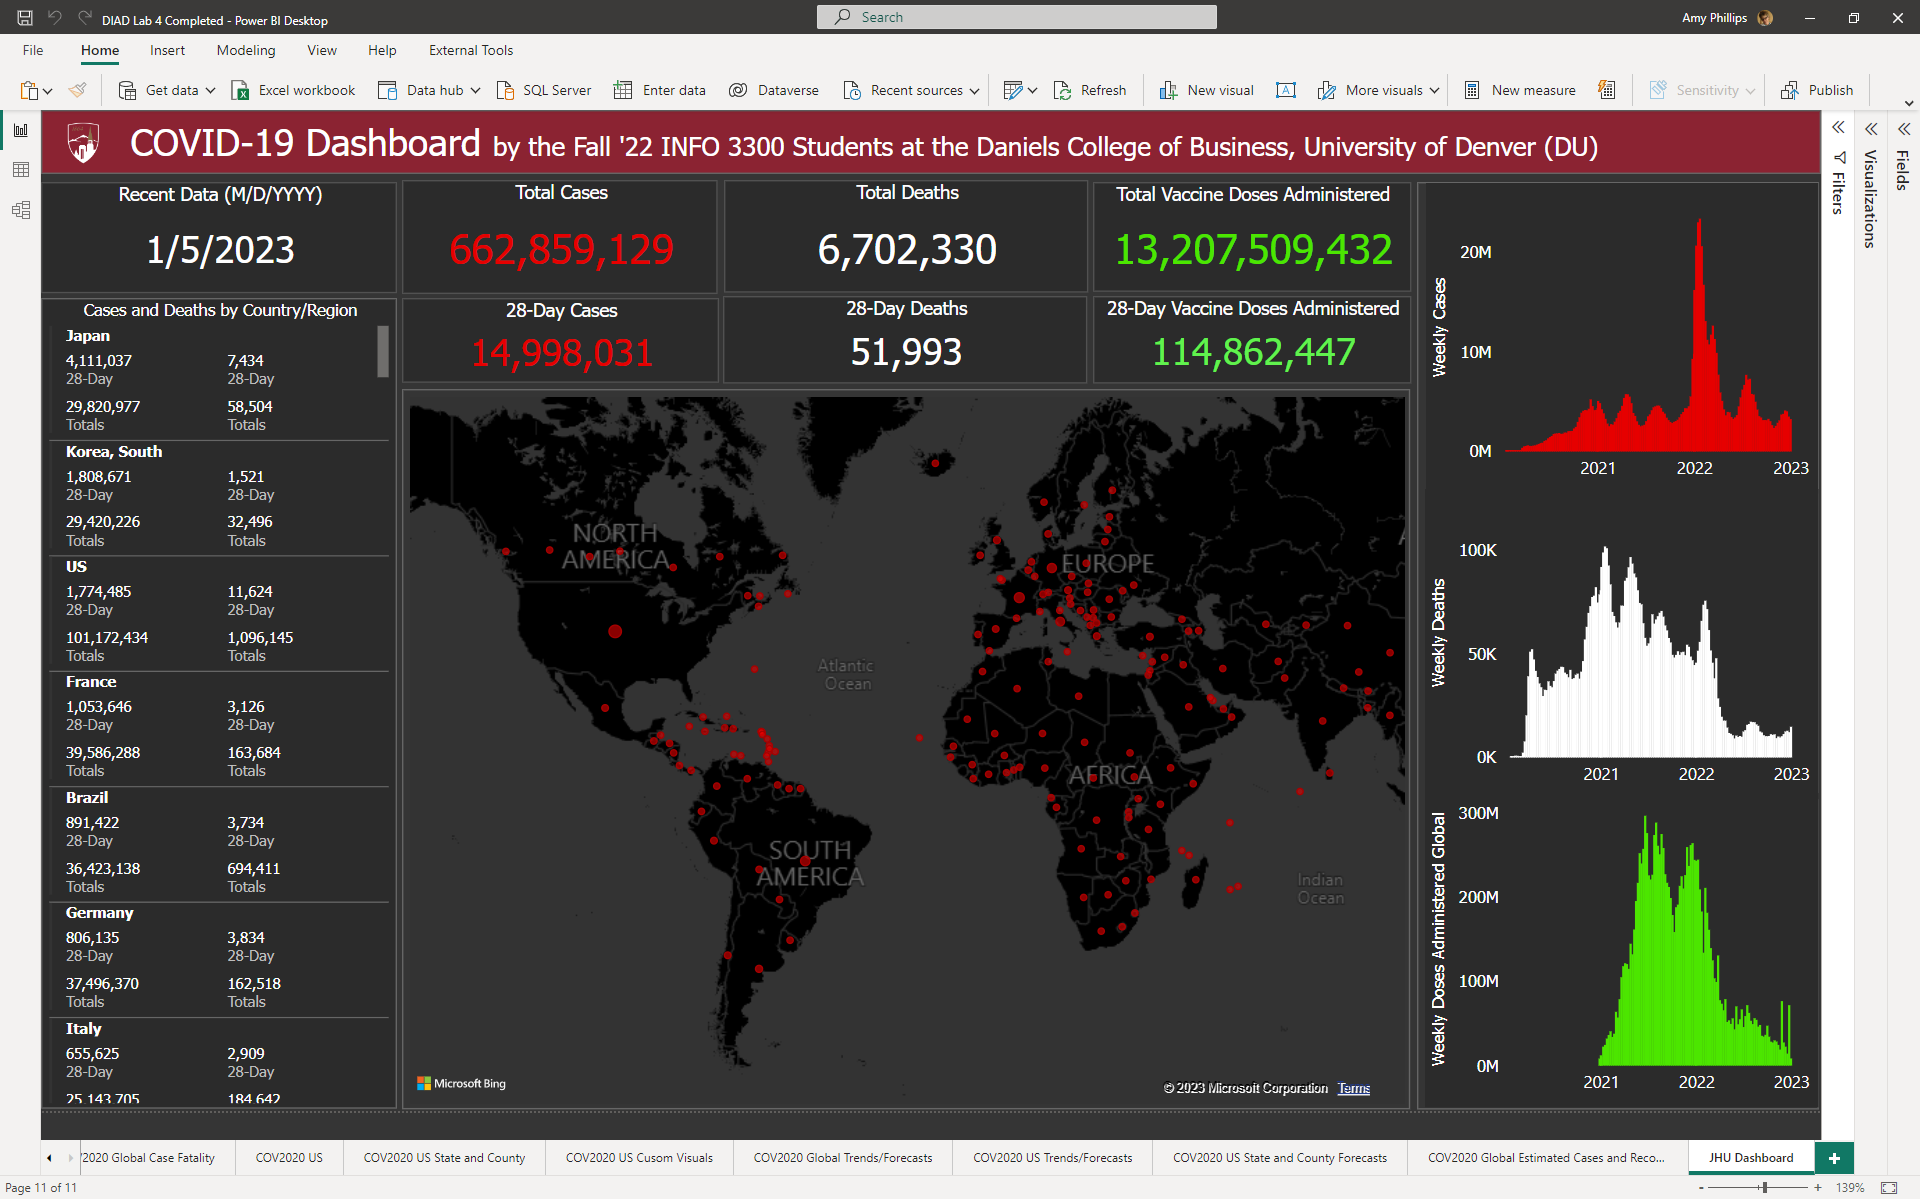 DIAD Lab 4 Completed - Power BI Desktop
Search
Amy Phillips
File Home Insert Modeling View Help External Tools
Get data Excel workbook Data hub SQL Server Enter data Dataverse Recent sources Refresh New visual More visuals New measure Sensitivity Publish
COVID-19 Dashboard by the Fall '22 INFO 3300 Students at the Daniels College of Business, University of Denver (DU)
Recent Data (M/D/YYYY)
1/5/2023
Total Cases
662,859,129
Total Deaths
6,702,330
Total Vaccine Doses Administered
13,207,509,432
28-Day Cases
14,998,031
28-Day Deaths
51,993
28-Day Vaccine Doses Administered
114,862,447
Cases and Deaths by Country/Region
Japan
4,111,037 7,434
28-Day 28-Day
29,820,977 58,504
Totals Totals
Korea, South
1,808,671 1,521
28-Day 28-Day
29,420,226 32,496
Totals Totals
US
1,774,485 11,624
28-Day 28-Day
101,172,434 1,096,145
Totals Totals
France
1,053,646 3,126
28-Day 28-Day
39,586,288 163,684
Totals Totals
Brazil
891,422 3,734
28-Day 28-Day
36,423,138 694,411
Totals Totals
Germany
806,135 3,834
28-Day 28-Day
37,496,370 162,518
Totals Totals
Italy
655,625 2,909
28-Day 28-Day
25,143,705 184,642
NORTH
AMERICA
EUROPE
Atlantic
Ocean
AFRICA
SOUTH
AMERICA
Indian
Ocean
Microsoft Bing
© 2023 Microsoft Corporation Terms
Weekly Cases
20M
10M
0M
2021 2022 2023
Weekly Deaths
100K
50K
0K
2021 2022 2023
Weekly Doses Administered Global
300M
200M
100M
0M
2021 2022 2023
Filters
Visualizations
Fields
/2020 Global Case Fatality COV2020 US COV2020 US State and County COV2020 US Cusom Visuals COV2020 Global Trends/Forecasts COV2020 US Trends/Forecasts COV2020 US State and County Forecasts COV2020 Global Estimated Cases and Reco... JHU Dashboard +
Page 11 of 11
- + 139%